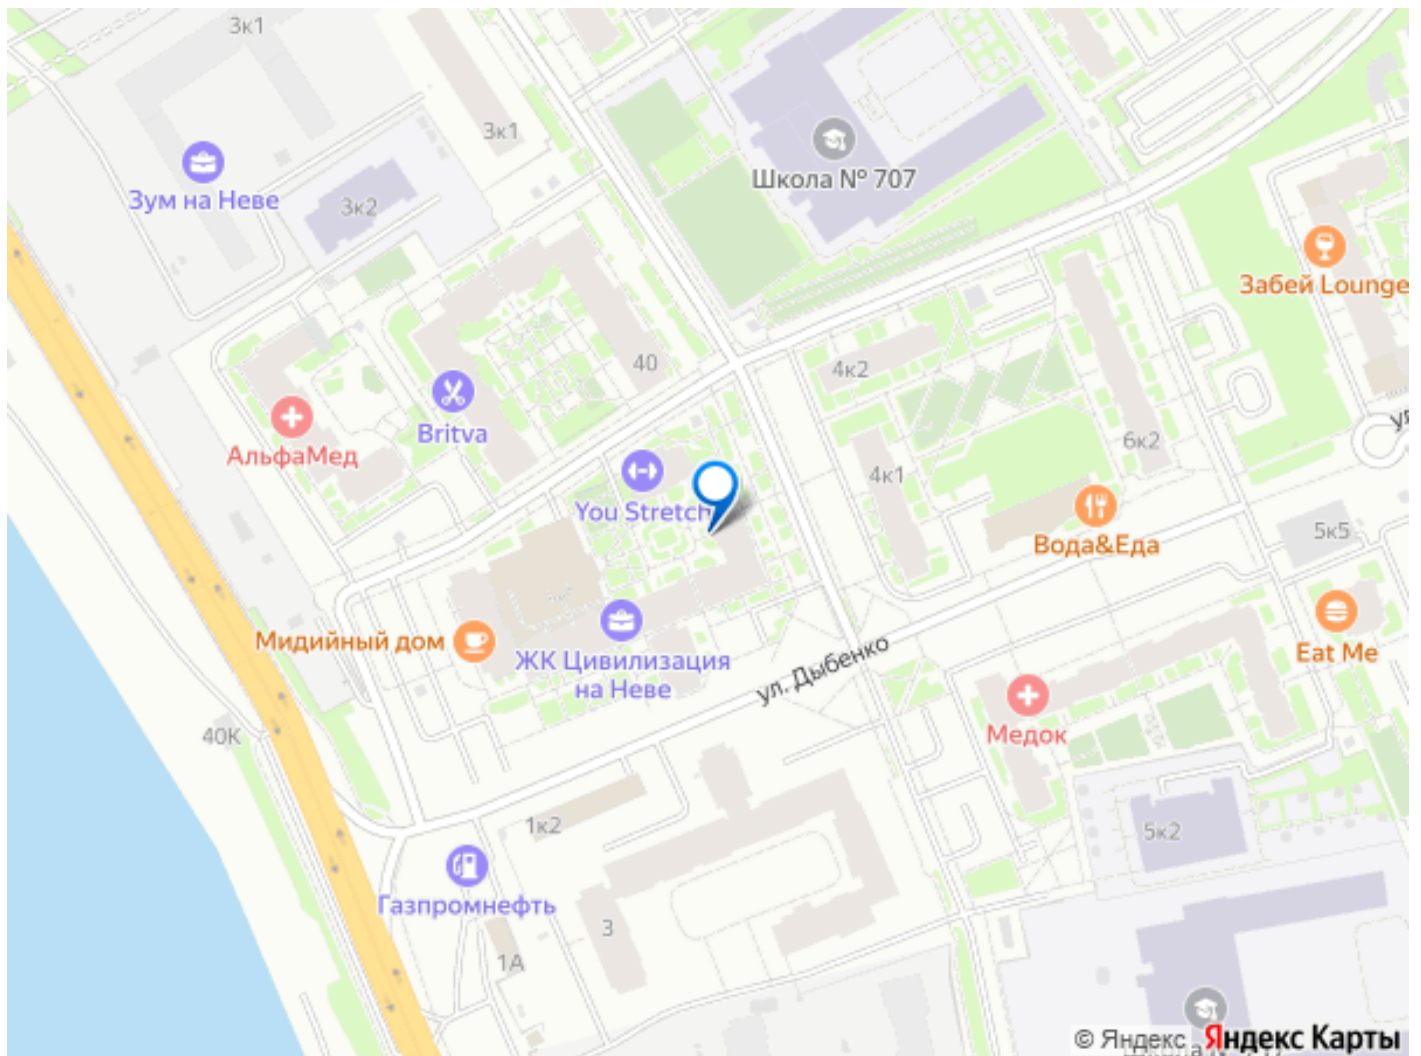 3к1
3к1
Зум на Неве
3к2
Школа № 707
Забей Lounge
40
4к2
Britva
АльфаМед
6к2
4к1
You Stretch
Вода&Еда
5к5
Мидийный дом
ЖК Цивилизация
на Неве
ул. Дыбенко
Eat Me
Медок
40К
1к2
5к2
Газпромнефть
3
1А
© Яндекс
Яндекс Карты